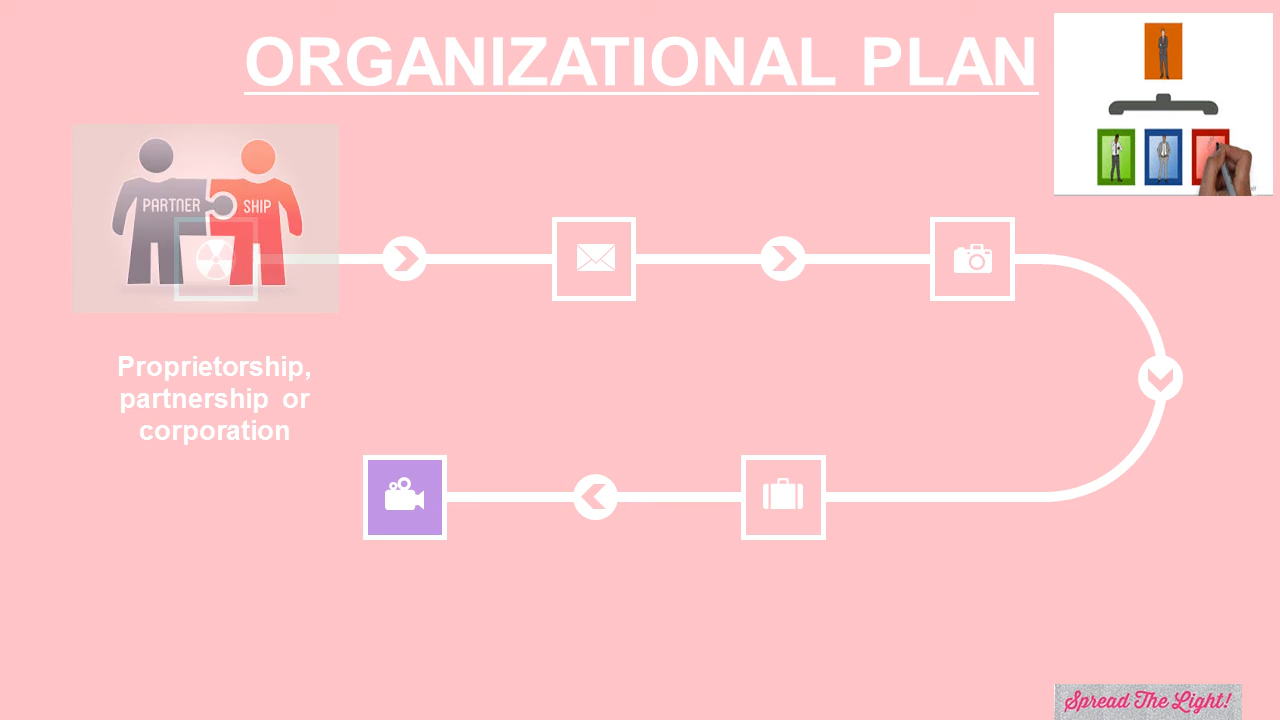 ORGANIZATIONAL PLAN
PARTNER SHIP
Proprietorship,
partnership or
corporation
Spread The Light!